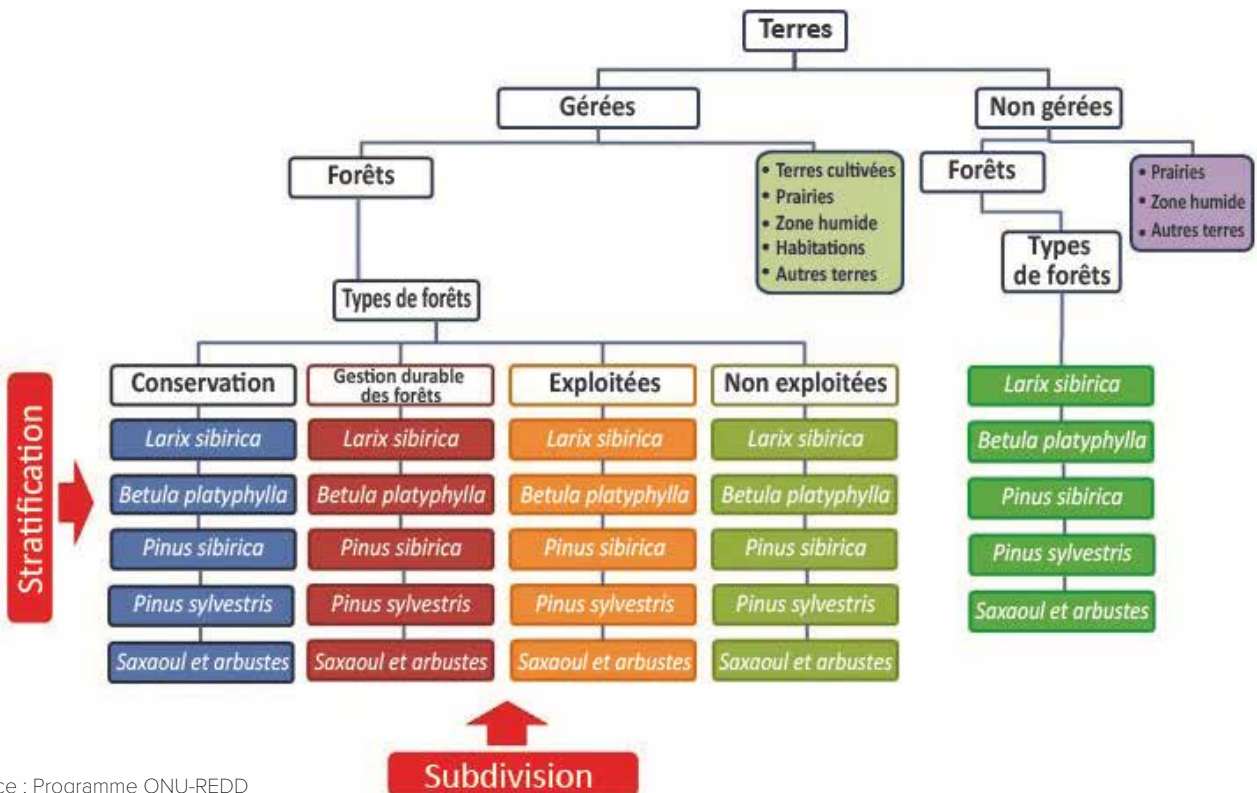 Terres
Gérées
Non gérées
Forêts
• Terres cultivées
• Prairies
• Zone humide
• Habitations
• Autres terres
Forêts
• Prairies
• Zone humide
• Autres terres
Types
de forêts
Types de forêts
Stratification
Conservation
Gestion durable
des forêts
Exploitées
Non exploitées
Larix sibirica
Betula platyphylla
Pinus sibirica
Pinus sylvestris
Saxaoul et arbustes
Larix sibirica
Betula platyphylla
Pinus sibirica
Pinus sylvestris
Saxaoul et arbustes
Larix sibirica
Betula platyphylla
Pinus sibirica
Pinus sylvestris
Saxaoul et arbustes
Larix sibirica
Betula platyphylla
Pinus sibirica
Pinus sylvestris
Saxaoul et arbustes
Larix sibirica
Betula platyphylla
Pinus sibirica
Pinus sylvestris
Saxaoul et arbustes
Subdivision
ce : Programme ONU-REDD